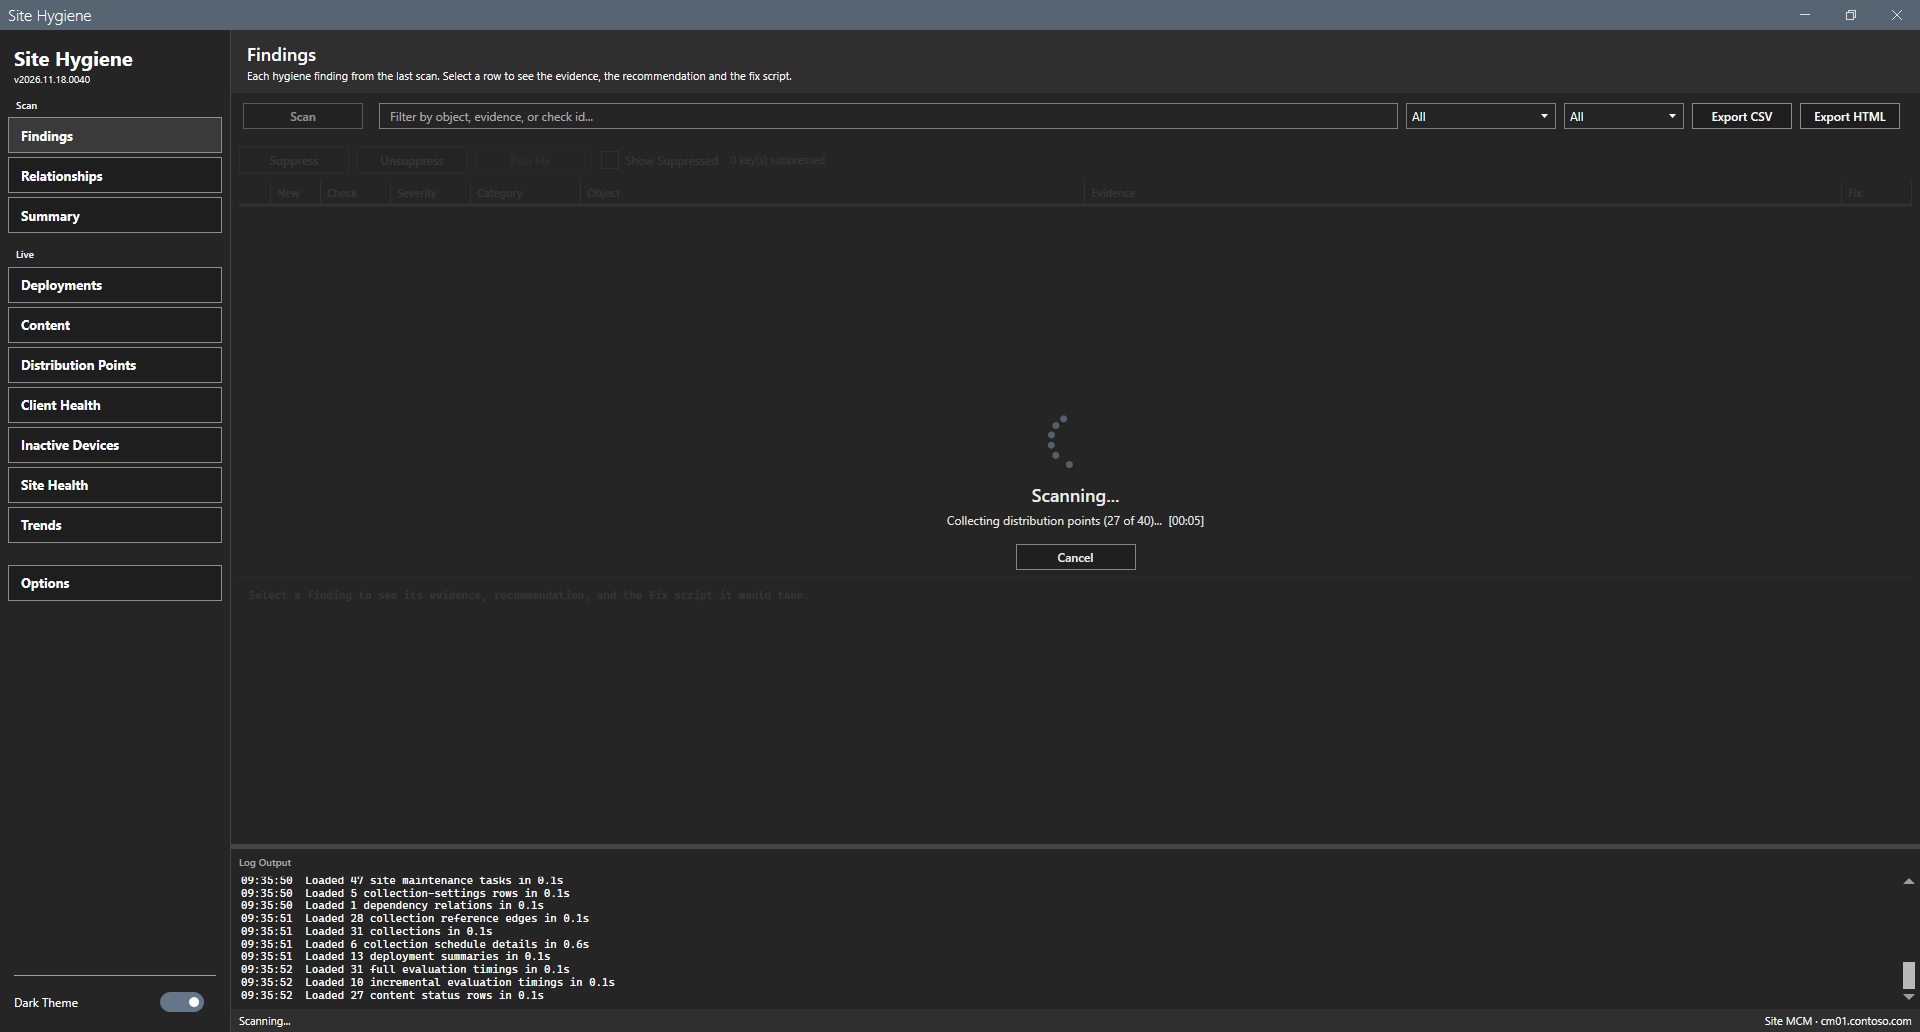 Site Hygiene
Site Hygiene
v2026.11.18.0040
Scan
Findings
Relationships
Summary
Live
Deployments
Content
Distribution Points
Client Health
Inactive Devices
Site Health
Trends
Options
Dark Theme
Findings
Each hygiene finding from the last scan. Select a row to see the evidence, the recommendation and the fix script.
Scan
Filter by object, evidence, or check id...
All
All
Export CSV
Export HTML
Suppress
Unsuppress
Run Fix
Show Suppressed
0 key(s) suppressed
New
Check
Severity
Category
Object
Evidence
Fix
Scanning...
Collecting distribution points (27 of 40)... [00:05]
Cancel
Select a finding to see its evidence, recommendation, and the fix script it would take.
Log Output
09:35:50 Loaded 47 site maintenance tasks in 0.1s
09:35:50 Loaded 5 collection-settings rows in 0.1s
09:35:50 Loaded 1 dependency relations in 0.1s
09:35:51 Loaded 28 collection reference edges in 0.1s
09:35:51 Loaded 31 collections in 0.1s
09:35:51 Loaded 6 collection schedule details in 0.6s
09:35:51 Loaded 13 deployment summaries in 0.1s
09:35:52 Loaded 31 full evaluation timings in 0.1s
09:35:52 Loaded 10 incremental evaluation timings in 0.1s
09:35:52 Loaded 27 content status rows in 0.1s
Scanning...
Site MCM · cm01.contoso.com